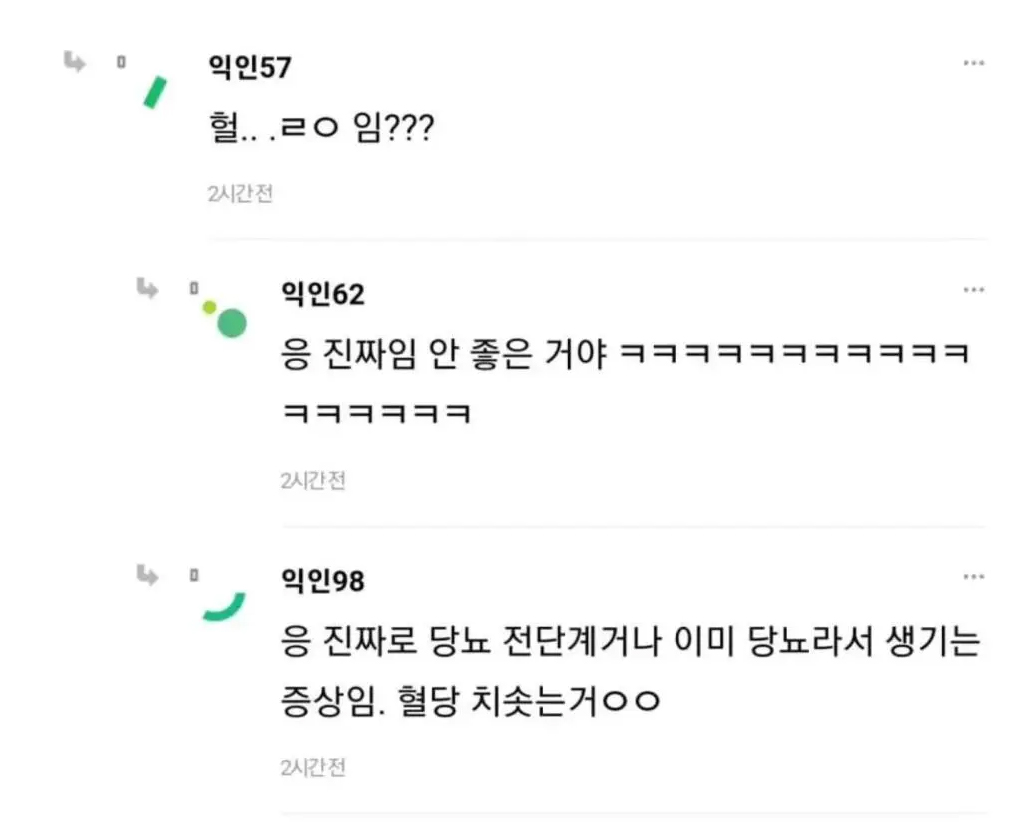 익인57
헐.. .ㄹㅇ 임???
2시간전
익인62
응 진짜임 안 좋은 거야 ㅋㅋㅋㅋㅋㅋㅋㅋㅋㅋㅋ
ㅋㅋㅋㅋㅋㅋ
2시간전
익인98
응 진짜로 당뇨 전단계거나 이미 당뇨라서 생기는
증상임. 혈당 치솟는거ㅇㅇ
2시간전